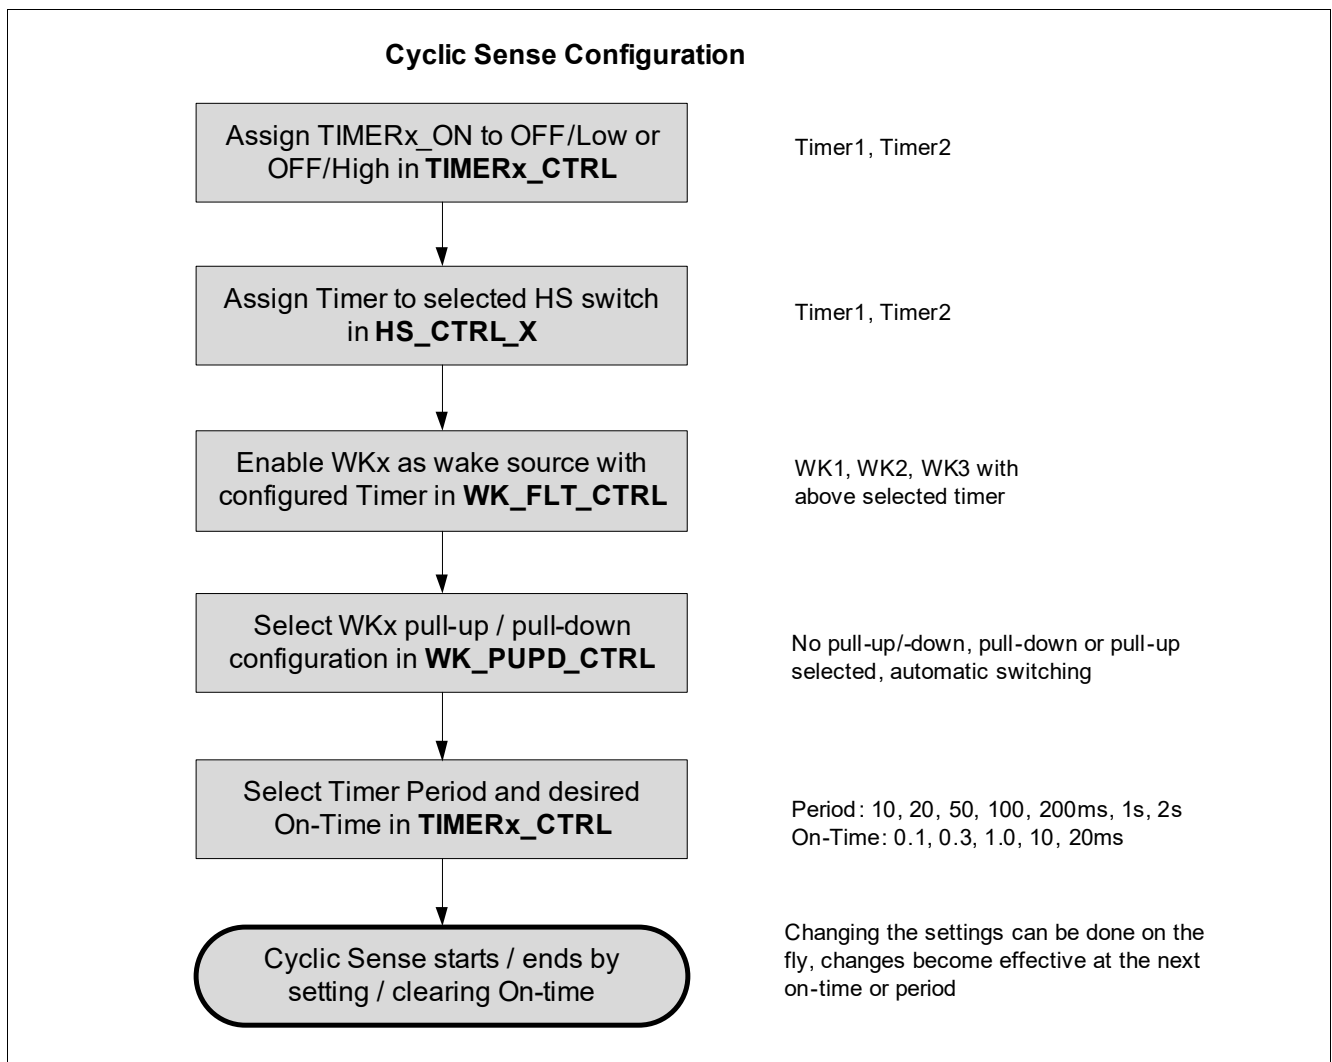 Cyclic Sense Configuration
Assign TIMERx_ON to OFF/Low or
OFF/High in TIMERx_CTRL
Timer1, Timer2
Assign Timer to selected HS switch
in HS_CTRL_X
Timer1, Timer2
Enable WKx as wake source with
configured Timer in WK_FLT_CTRL
WK1, WK2, WK3 with
above selected timer
Select WKx pull-up / pull-down
configuration in WK_PUPD_CTRL
No pull-up/-down, pull-down or pull-up
selected, automatic switching
Select Timer Period and desired
On-Time in TIMERx_CTRL
Period: 10, 20, 50, 100, 200ms, 1s, 2s
On-Time: 0.1, 0.3, 1.0, 10, 20ms
Cyclic Sense starts / ends by
setting / clearing On-time
Changing the settings can be done on the
fly, changes become effective at the next
on-time or period